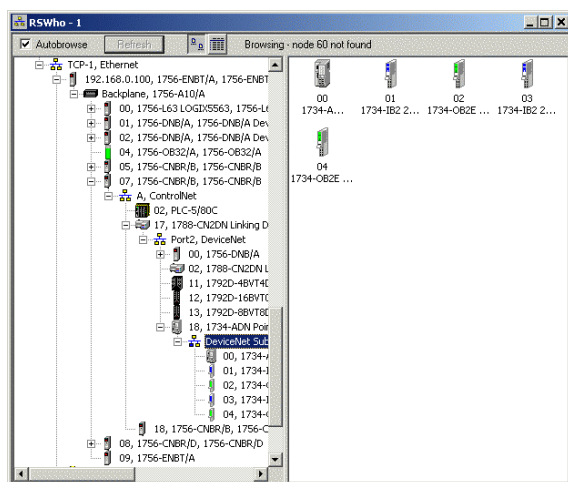 RSWho - 1
Autobrowse Refresh Browsing - node 60 not found
TCP-1, Ethernet
192.168.0.100, 1756-ENBT/A, 1756-ENBT
Backplane, 1756-A10/A
00, 1756-L63 LOGIX5563, 1756-L6
01, 1756-DNB/A, 1756-DNB/A Dev
02, 1756-DNB/A, 1756-DNB/A Dev
04, 1756-OB32/A, 1756-OB32/A
05, 1756-CNBR/B, 1756-CNBR/B
07, 1756-CNBR/B, 1756-CNBR/B
A, ControlNet
02, PLC-5/80C
17, 1788-CN2DN Linking D
Port2, DeviceNet
00, 1756-DNB/A
02, 1788-CN2DN L
11, 1792D-4BVT4D
12, 1792D-16BVT0
13, 1792D-8BVT8D
18, 1734-ADN Poin
DeviceNet Sub
00, 1734-A
01, 1734-I
02, 1734-O
03, 1734-I
04, 1734-O
18, 1756-CNBR/B, 1756-C
08, 1756-CNBR/D, 1756-CNBR/D
09, 1756-ENBT/A
00
1734-A...
01
1734-IB2 2...
02
1734-OB2E ...
03
1734-IB2 2...
04
1734-OB2E ...